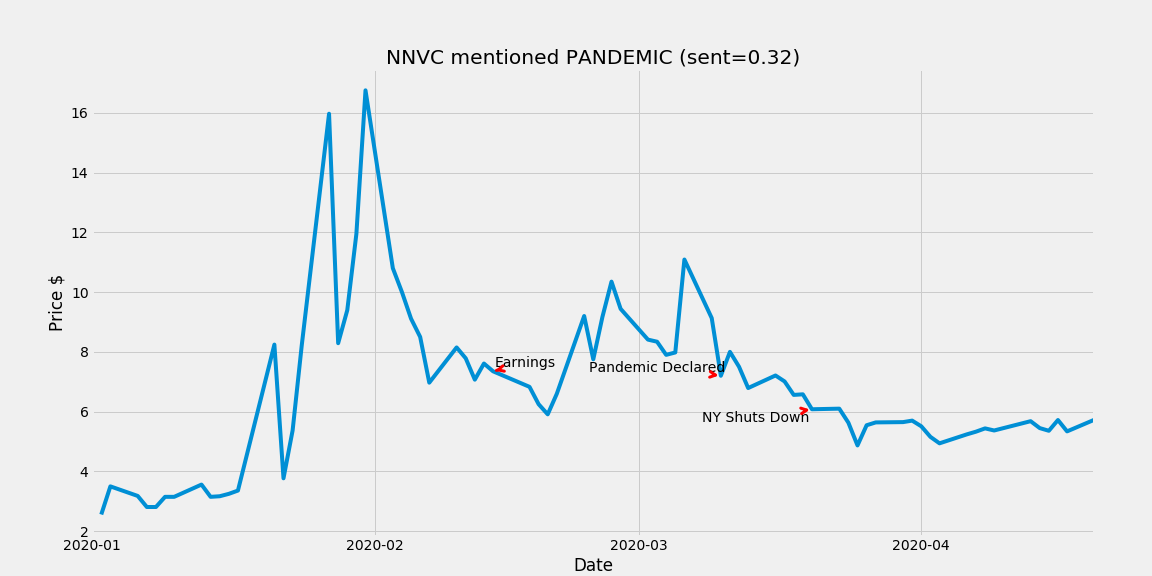 NNVC mentioned PANDEMIC (sent=0.32)
16
14
12
10
8
6
4
2
Price $
Earnings
Pandemic Declared
NY Shuts Down
2020-01 2020-02 2020-03 2020-04
Date